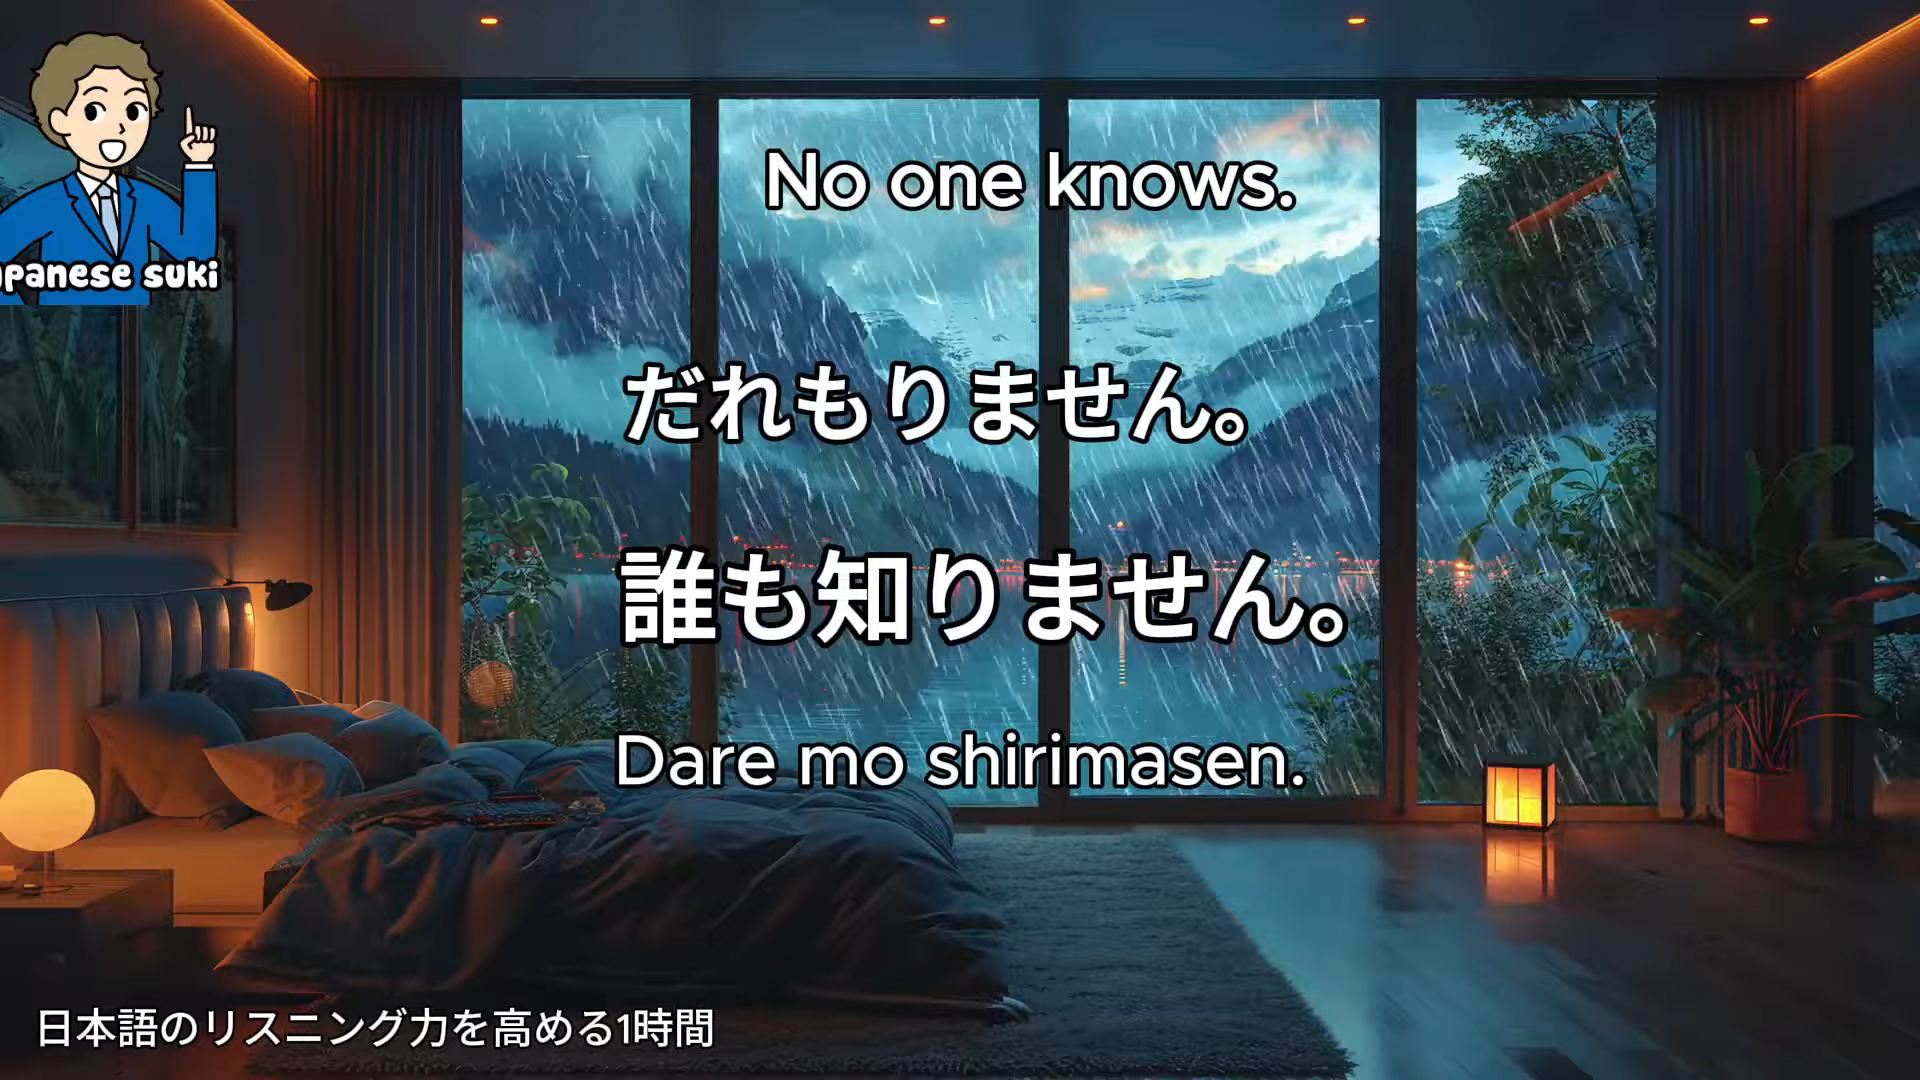 No one knows.
だれもりません。
誰も知りません。
Dare mo shirimasen.
apanese suki
日本語のリスニング力を高める1時間